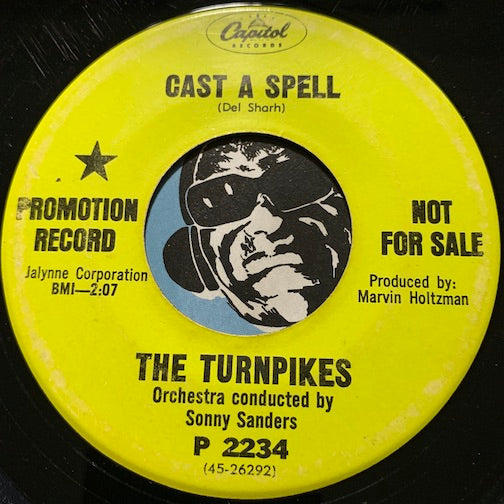 Capitol
RECORDS
CAST A SPELL
(Del Sharh)
PROMOTION
RECORD
Jalynne Corporation
BMI—2:07
NOT
FOR SALE
Produced by:
Marvin Holtzman
THE TURNPIKES
Orchestra conducted by
Sonny Sanders
P 2234
(45-26292)